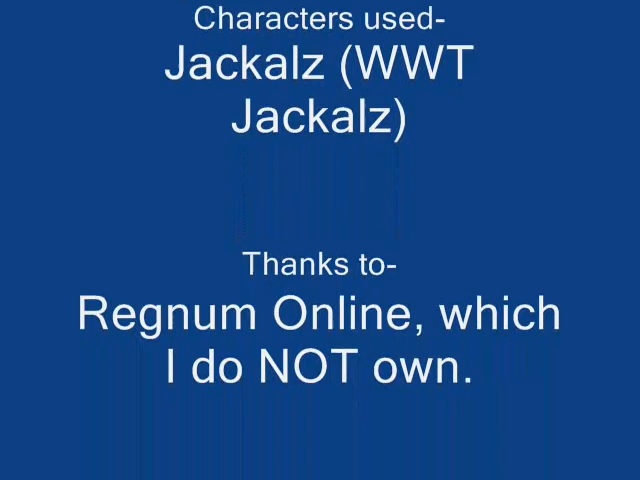 Characters used-
Jackalz (WWT
Jackalz)
Thanks to-
Regnum Online, which
I do NOT own.